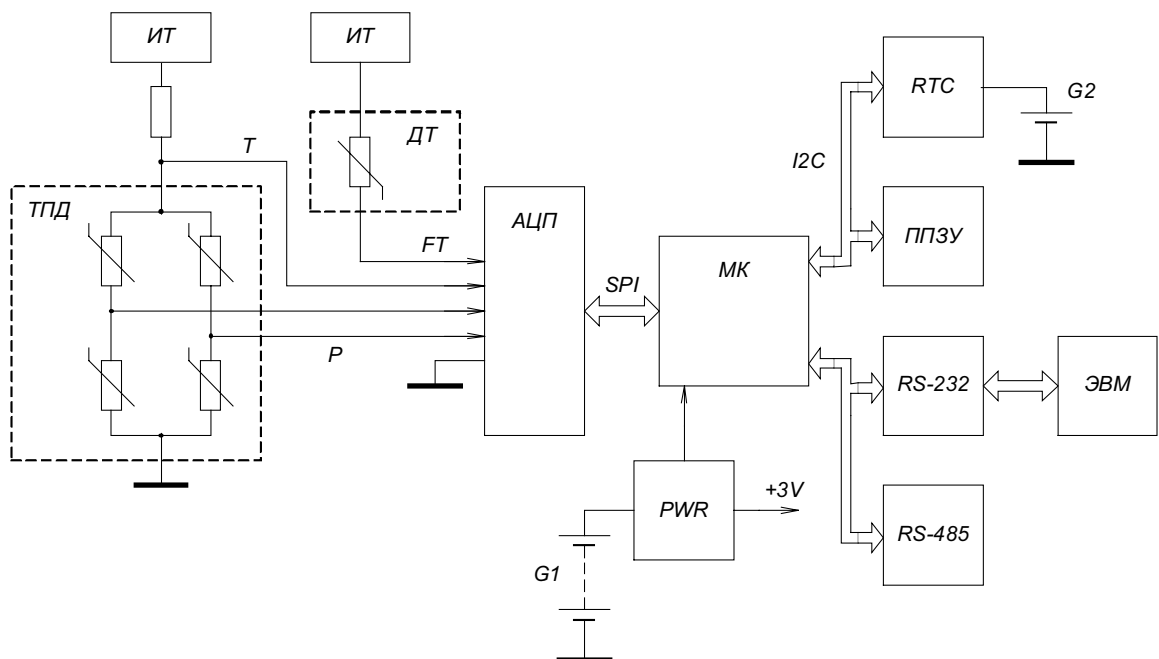 ИТ
ИТ
RTC
G2
ДТ
T
I2C
ТПД
АЦП
ППЗУ
FT
МК
SPI
P
RS-232
ЭВМ
+3V
PWR
RS-485
G1